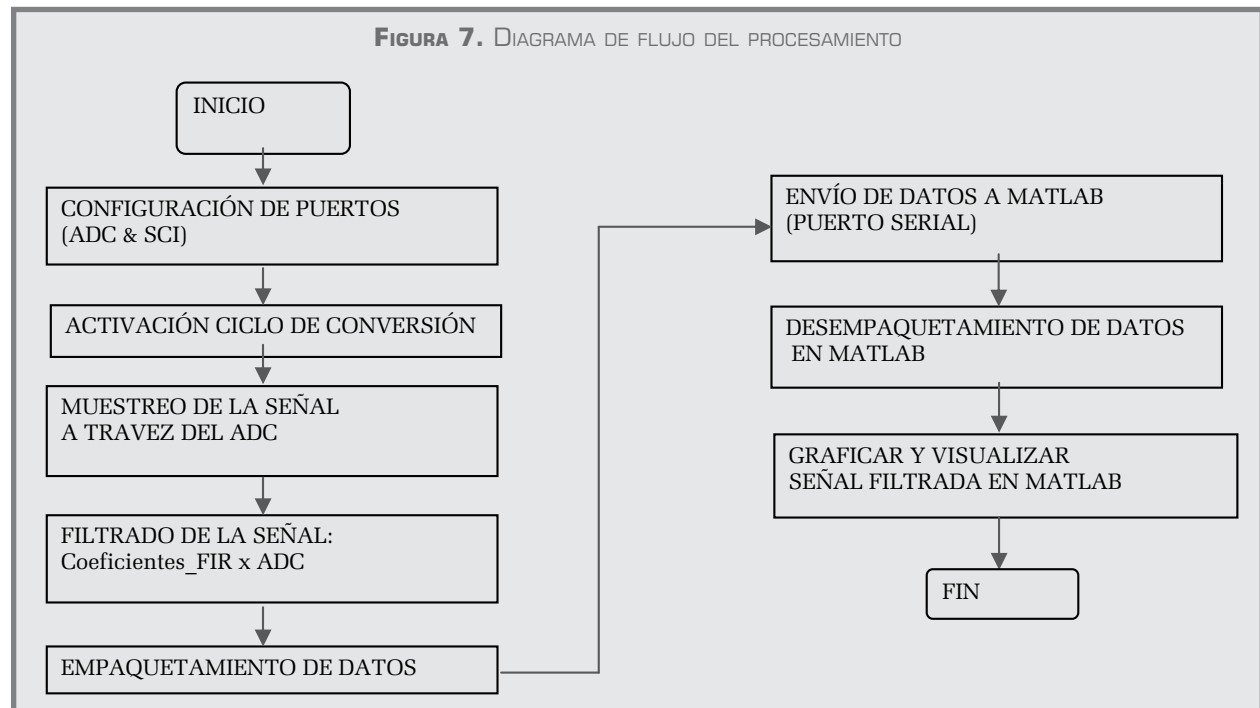 FIGURA 7. DIAGRAMA DE FLUJO DEL PROCESAMIENTO
INICIO
CONFIGURACIÓN DE PUERTOS
(ADC & SCI)
ACTIVACIÓN CICLO DE CONVERSIÓN
MUESTREO DE LA SEÑAL
A TRAVEZ DEL ADC
FILTRADO DE LA SEÑAL:
Coeficientes_FIR x ADC
EMPAQUETAMIENTO DE DATOS
ENVÍO DE DATOS A MATLAB
(PUERTO SERIAL)
DESEMPAQUETAMIENTO DE DATOS
EN MATLAB
GRAFICAR Y VISUALIZAR
SEÑAL FILTRADA EN MATLAB
FIN